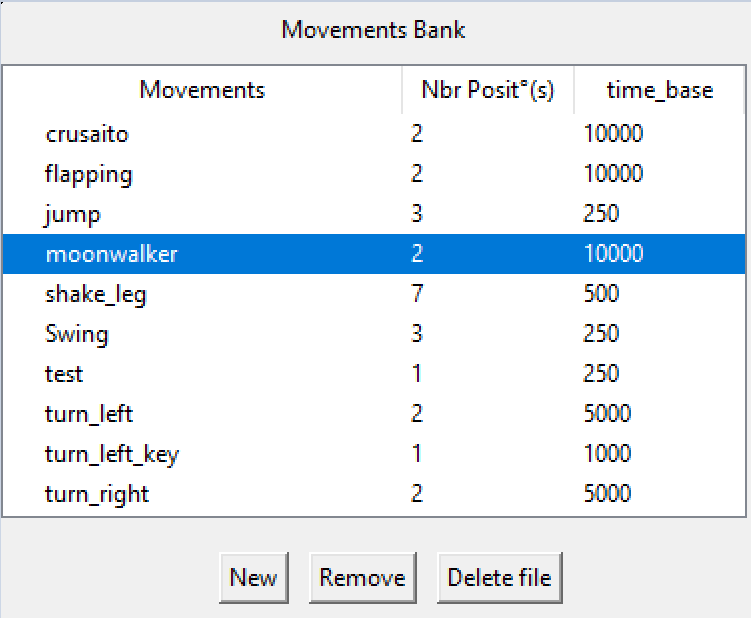 Movements Bank
Movements Nbr Posit°(s) time_base
crusaito 2 10000
flapping 2 10000
jump 3 250
moonwalker 2 10000
shake_leg 7 500
Swing 3 250
test 1 250
turn_left 2 5000
turn_left_key 1 1000
turn_right 2 5000
New Remove Delete file